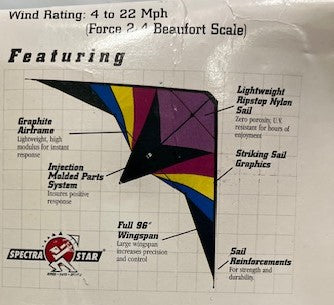 Wind Rating: 4 to 22 Mph
(Force 2-4 Beaufort Scale)
Featuring
Lightweight
Ripstop Nylon
Sail
Zero porosity, U.V.
resistant for hours of
enjoyment
Graphite
Airframe
Lightweight, high
modulus for instant
response
Striking Sail
Graphics
Injection
Molded Parts
System
Insures positive
response
Full 96"
Wingspan
Large wingspan
increases precision
and control
Sail
Reinforcements
For strength and
durability.
SPECTRA STAR